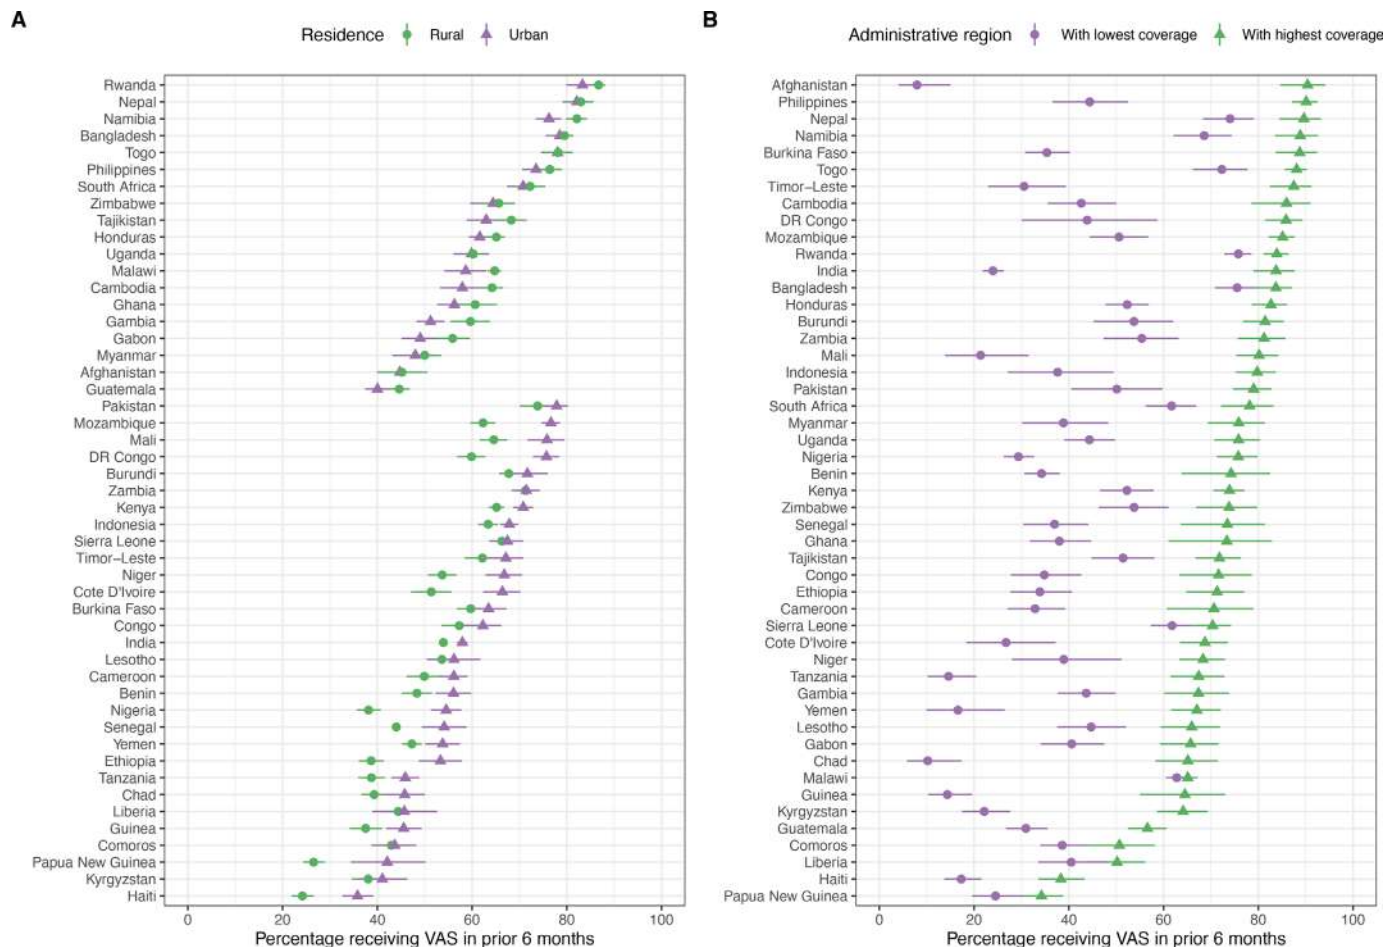 A
Residence Rural Urban
Rwanda
Nepal
Namibia
Bangladesh
Togo
Philippines
South Africa
Zimbabwe
Tajikistan
Honduras
Uganda
Malawi
Cambodia
Ghana
Gambia
Gabon
Myanmar
Afghanistan
Guatemala
Pakistan
Mozambique
Mali
DR Congo
Burundi
Zambia
Kenya
Indonesia
Sierra Leone
Timor-Leste
Niger
Cote D'Ivoire
Burkina Faso
Congo
India
Lesotho
Cameroon
Benin
Nigeria
Senegal
Yemen
Ethiopia
Tanzania
Chad
Liberia
Guinea
Comoros
Papua New Guinea
Kyrgyzstan
Haiti
0 20 40 60 80 100
Percentage receiving VAS in prior 6 months
B
Administrative region With lowest coverage With highest coverage
Afghanistan
Philippines
Nepal
Namibia
Burkina Faso
Togo
Timor-Leste
Cambodia
DR Congo
Mozambique
Rwanda
India
Bangladesh
Honduras
Burundi
Zambia
Mali
Indonesia
Pakistan
South Africa
Myanmar
Uganda
Nigeria
Benin
Kenya
Zimbabwe
Senegal
Ghana
Tajikistan
Congo
Ethiopia
Cameroon
Sierra Leone
Cote D'Ivoire
Niger
Tanzania
Gambia
Yemen
Lesotho
Gabon
Chad
Malawi
Guinea
Kyrgyzstan
Guatemala
Comoros
Liberia
Haiti
Papua New Guinea
0 20 40 60 80 100
Percentage receiving VAS in prior 6 months